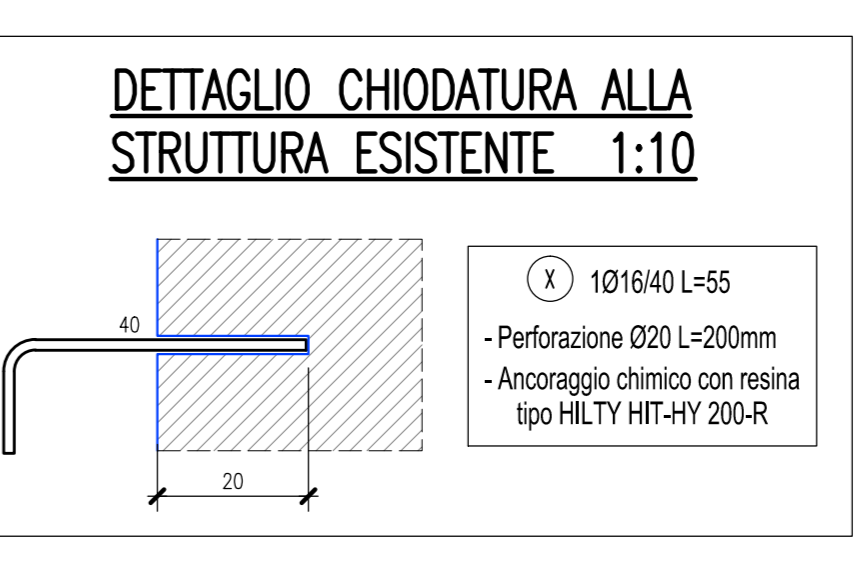 DETTAGLIO CHIODATURA ALLA
STRUTTURA ESISTENTE 1:10
40
20
X 1Ø16/40 L=55
- Perforazione Ø20 L=200mm
- Ancoraggio chimico con resina
tipo HILTY HIT-HY 200-R